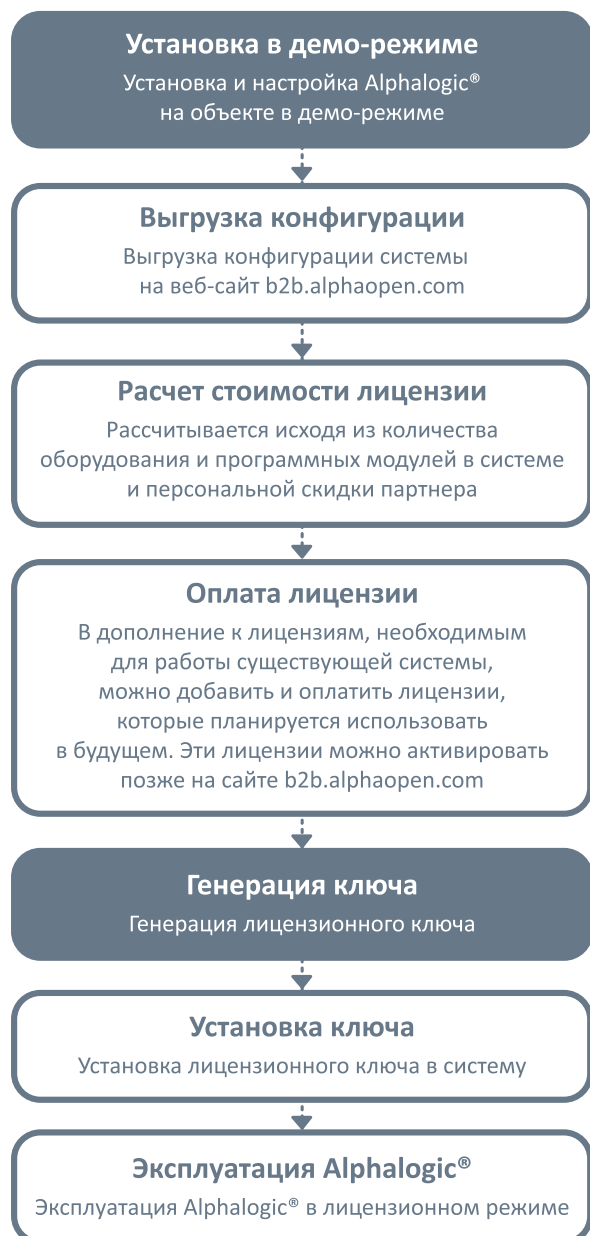 Установка в демо-режиме
Установка и настройка Alphalogic®
на объекте в демо-режиме
Выгрузка конфигурации
Выгрузка конфигурации системы
на веб-сайт b2b.alphaopen.com
Расчет стоимости лицензии
Рассчитывается исходя из количества
оборудования и программных модулей в системе
и персональной скидки партнера
Оплата лицензии
В дополнение к лицензиям, необходимым
для работы существующей системы,
можно добавить и оплатить лицензии,
которые планируется использовать
в будущем. Эти лицензии можно активировать
позже на сайте b2b.alphaopen.com
Генерация ключа
Генерация лицензионного ключа
Установка ключа
Установка лицензионного ключа в систему
Эксплуатация Alphalogic®
Эксплуатация Alphalogic® в лицензионном режиме